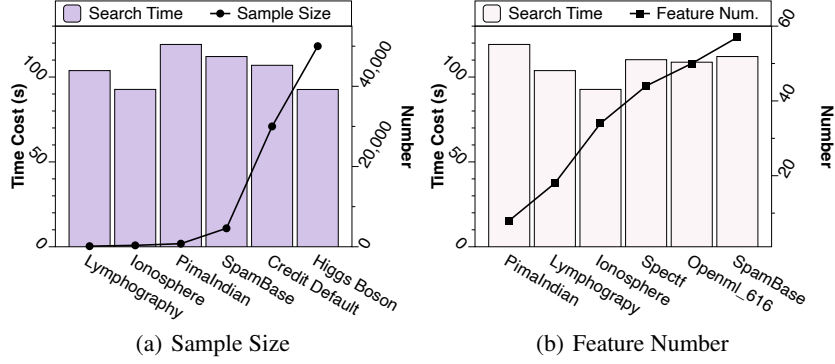 Search Time Sample Size
Time Cost (s)
0
50
100
0
20,000
40,000
Number
Lymphography
Ionosphere
PimaIndian
SpamBase
Credit Default
Higgs Boson
(a) Sample Size
Search Time Feature Num.
Time Cost (s)
0
50
100
20
40
60
Number
PimaIndian
Lymphograpy
Ionosphere
Spectf
Openml_616
SpamBase
(b) Feature Number